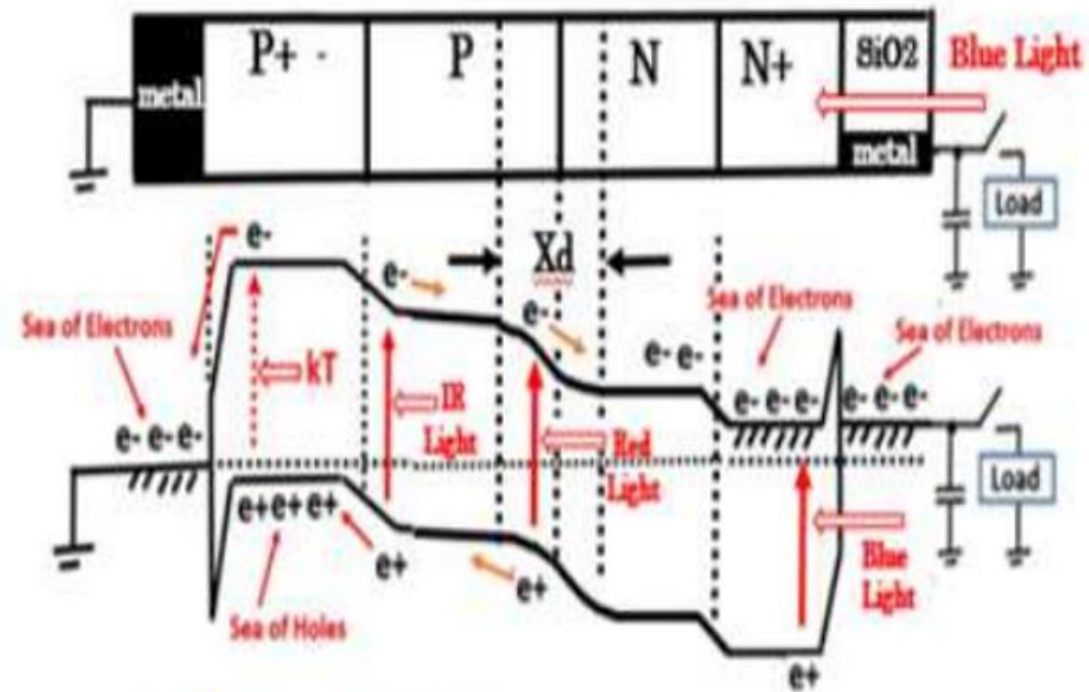 metal
P+ -
P
N
N+
SiO2
metal
Blue Light
Load
Xd
e-
e-
e-
e- e-
Sea of Electrons
e- e- e-
kT
IR
Light
Red
Light
Sea of Electrons
e- e- e-
Sea of Electrons
e- e- e-
Load
e+e+ e+
e+
e+
Sea of Holes
Blue
Light
e+